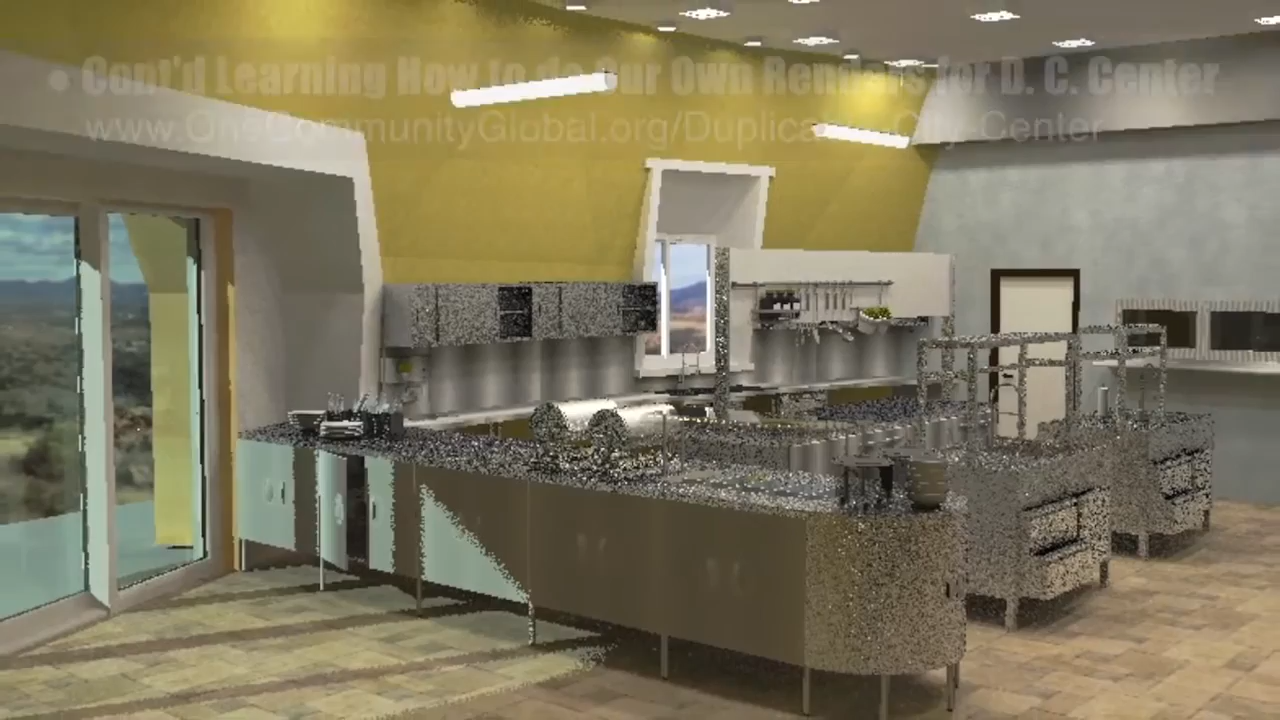 • Cont'd Learning How to do Our Own Renders for D. C. Center
www.OneCommunityGlobal.org/Duplicable-City-Center